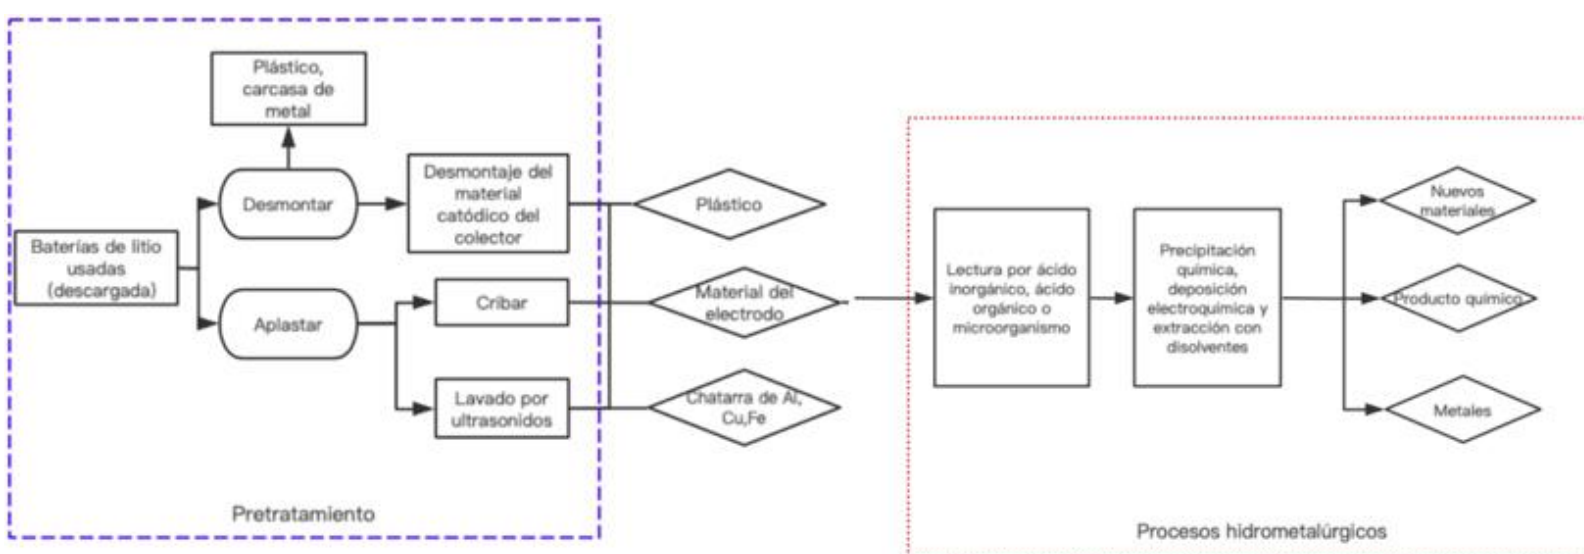 Plástico,
carcasa de
metal
Desmontar
Desmontaje del
material
catódico del
colector
Baterías de litio
usadas
(descargada)
Aplastar
Cribar
Lavado por
ultrasonidos
Pretratamiento
Plástico
Material del
electrodo
Chatarra de Al,
Cu,Fe
Lectura por ácido
inorgánico, ácido
orgánico o
microorganismo
Precipitación
química,
deposición
electroquímica y
extracción con
disolventes
Nuevos
materiales
Producto químico
Metales
Procesos hidrometalúrgicos